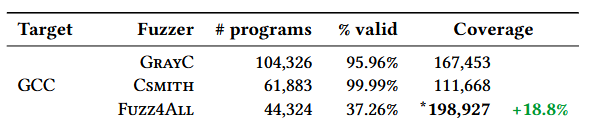 Target Fuzzer # programs % valid Coverage
GRAYC 104,326 95.96% 167,453
GCC CSMITH 61,883 99.99% 111,668
FUZZ4ALL 44,324 37.26% *198,927 +18.8%